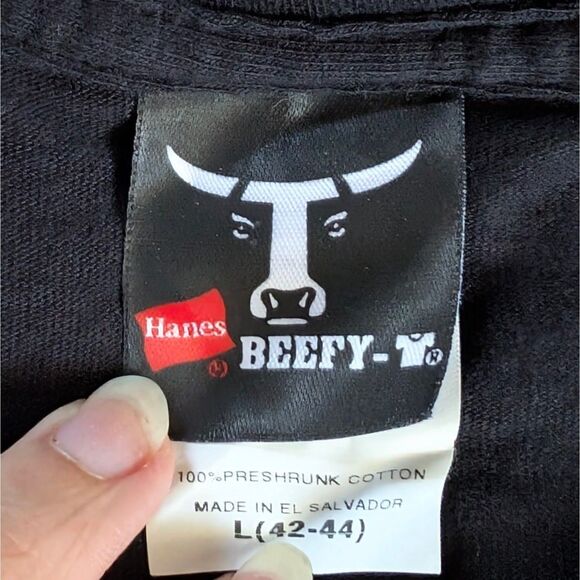 Hanes
BEEFY-T®
100% PRESHRUNK COTTON
MADE IN EL SALVADOR
L(42-44)